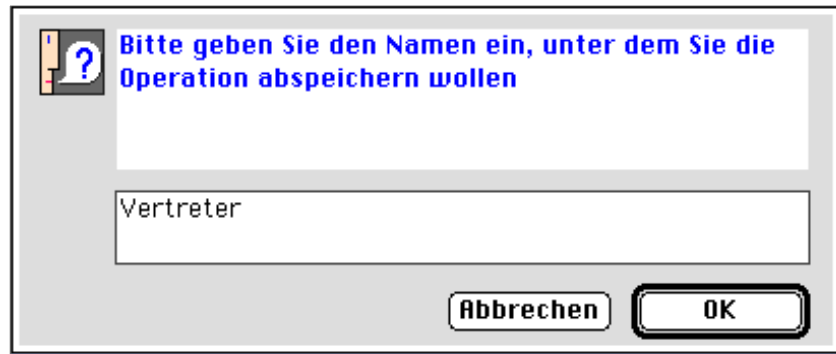 Bitte geben Sie den Namen ein, unter dem Sie die
Operation abspeichern wollen
Vertreter
Abbrechen OK